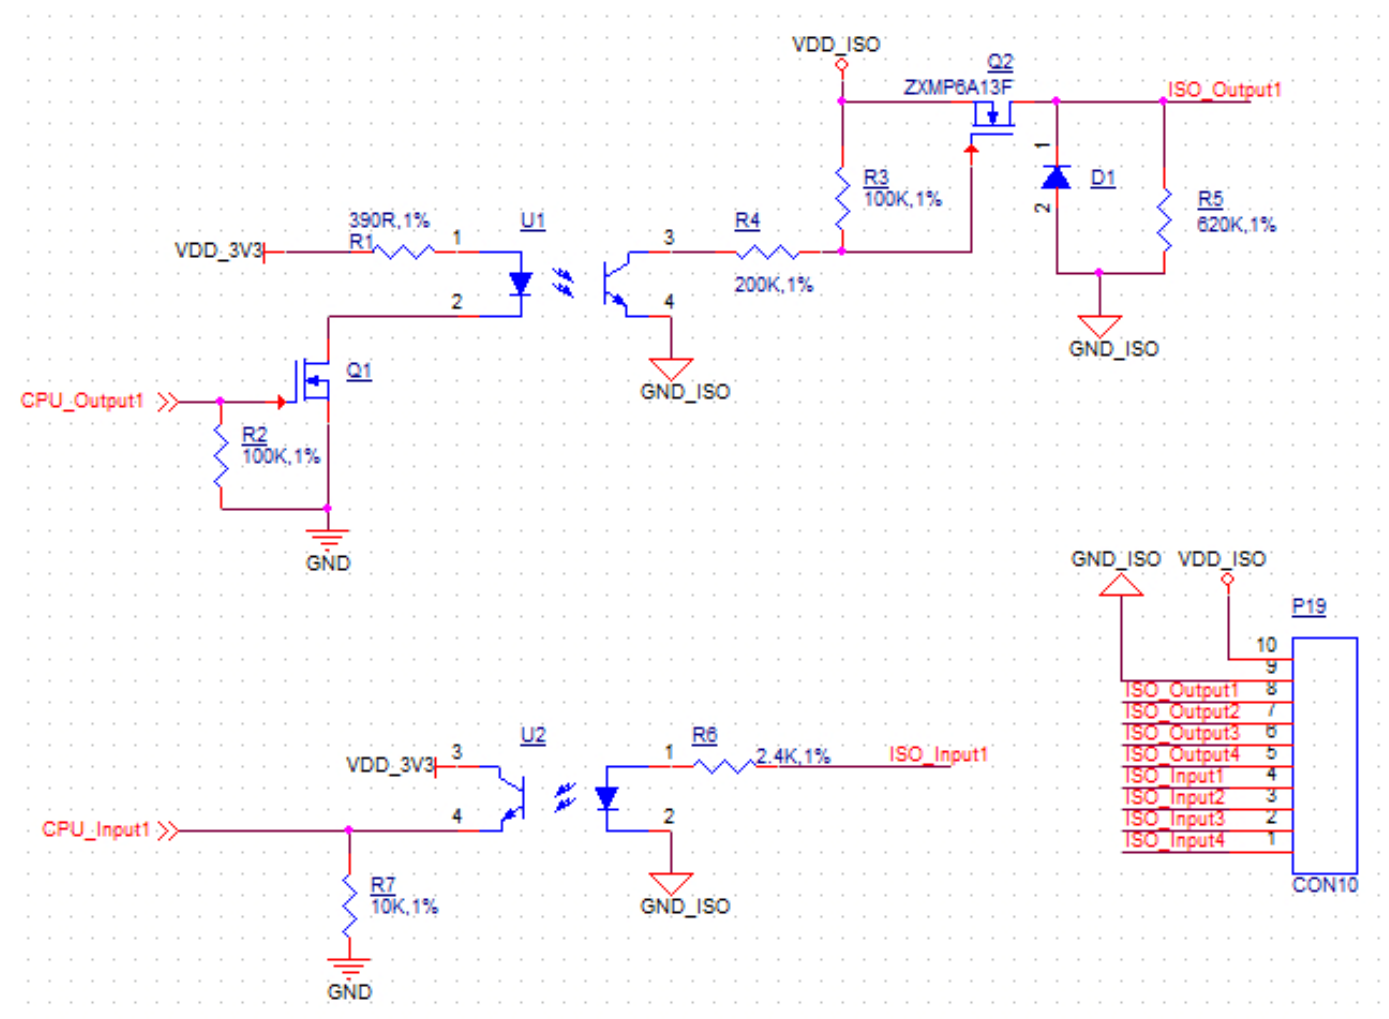 VDD_ISO
Q2
ZXMP6A13F
ISO_Output1
1
D1
2
R3
100K,1%
R5
620K,1%
390R,1%
R1
VDD_3V3
1
U1
3
R4
200K,1%
2
4
GND_ISO
GND_ISO
Q1
CPU_Output1
R2
100K,1%
GND
GND_ISO
VDD_ISO
P19
10
9
ISO_Output1 8
ISO_Output2 7
ISO_Output3 6
ISO_Output4 5
ISO_Input1 4
ISO_Input2 3
ISO_Input3 2
ISO_Input4 1
CON10
U2
VDD_3V3
3
1
R6
2.4K,1%
ISO_Input1
CPU_Input1
4
2
GND_ISO
R7
10K,1%
GND